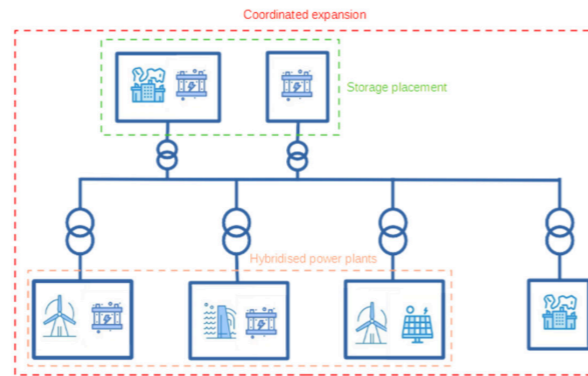 Coordinated expansion
Storage placement
Hybridised power plants